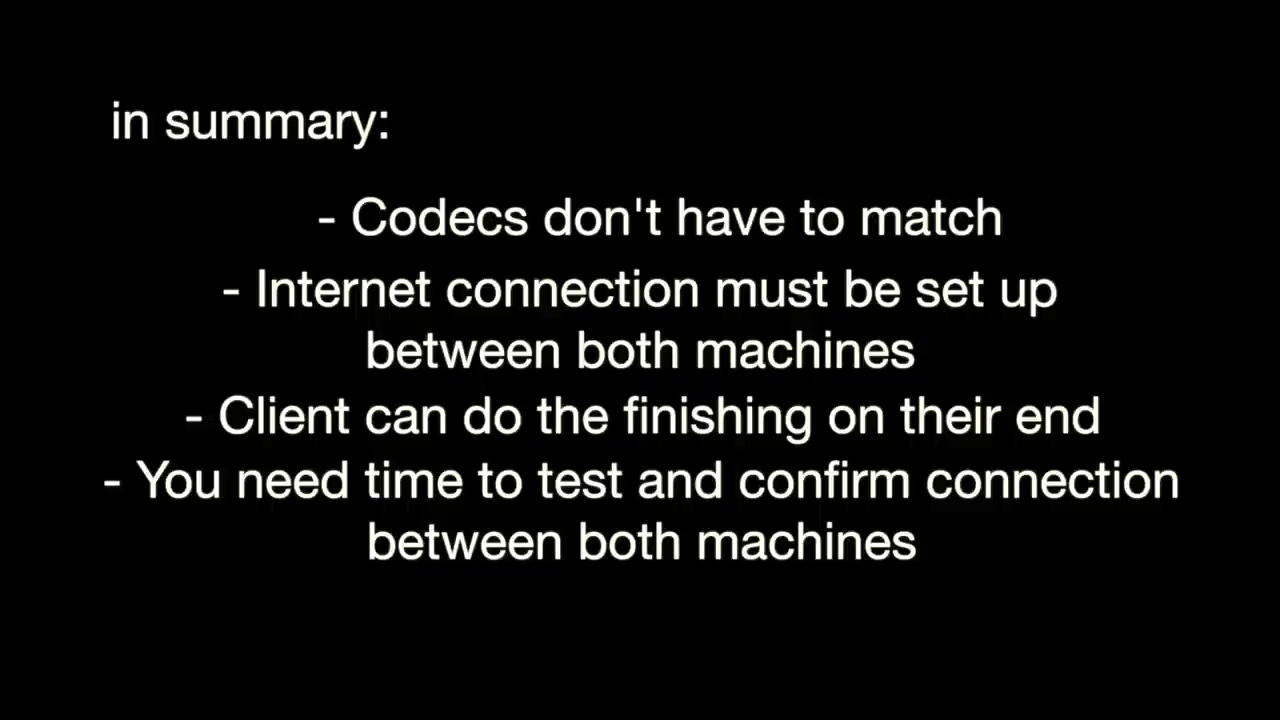 in summary:
- Codecs don't have to match
- Internet connection must be set up
between both machines
- Client can do the finishing on their end
- You need time to test and confirm connection
between both machines